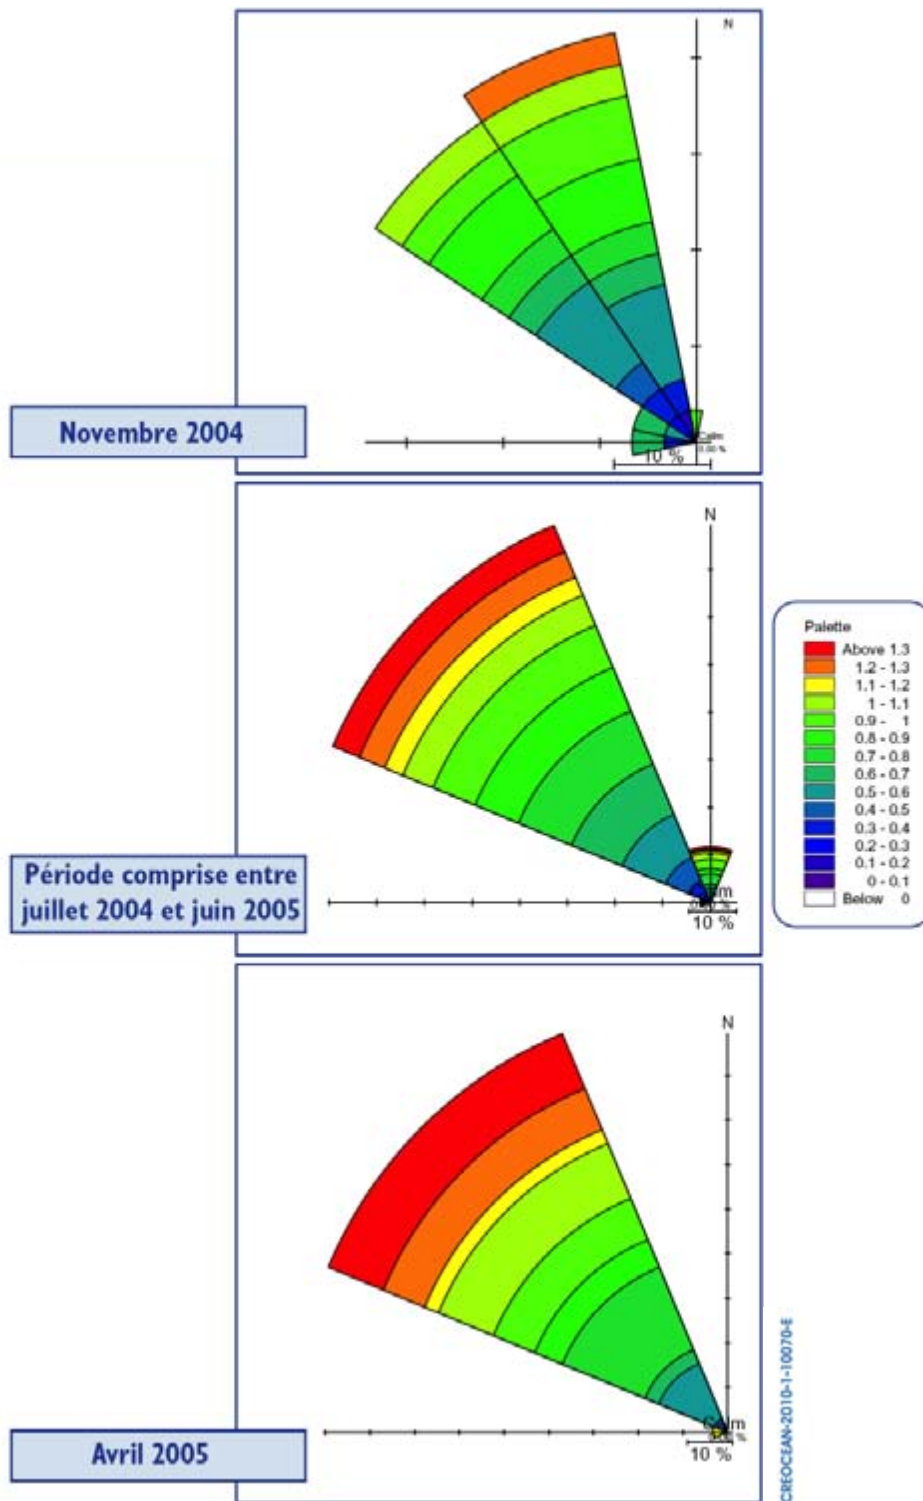 N
Calm
0.00 %
10 %
Novembre 2004
N
10 %
Période comprise entre
juillet 2004 et juin 2005
Palette
Above 1.3
1.2 - 1.3
1.1 - 1.2
1 - 1.1
0.9 - 1
0.8 - 0.9
0.7 - 0.8
0.6 - 0.7
0.5 - 0.6
0.4 - 0.5
0.3 - 0.4
0.2 - 0.3
0.1 - 0.2
0 - 0.1
Below 0
N
Calm
10 %
Avril 2005
CREOCEAN-2010-1-10070-E